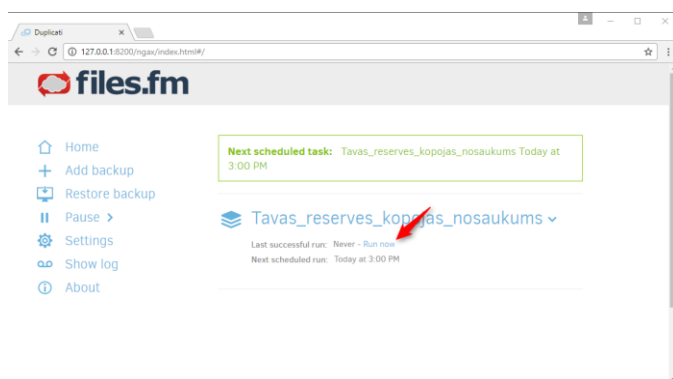 Duplicati
127.0.0.1:8200/ngax/index.html#/
files.fm
Home
Add backup
Restore backup
Pause >
Settings
Show log
About
Next scheduled task: Tavas_reserves_kopojas_nosaukums Today at
3:00 PM
Tavas_reserves_kopojas_nosaukums
Last successful run: Never - Run now
Next scheduled run: Today at 3:00 PM